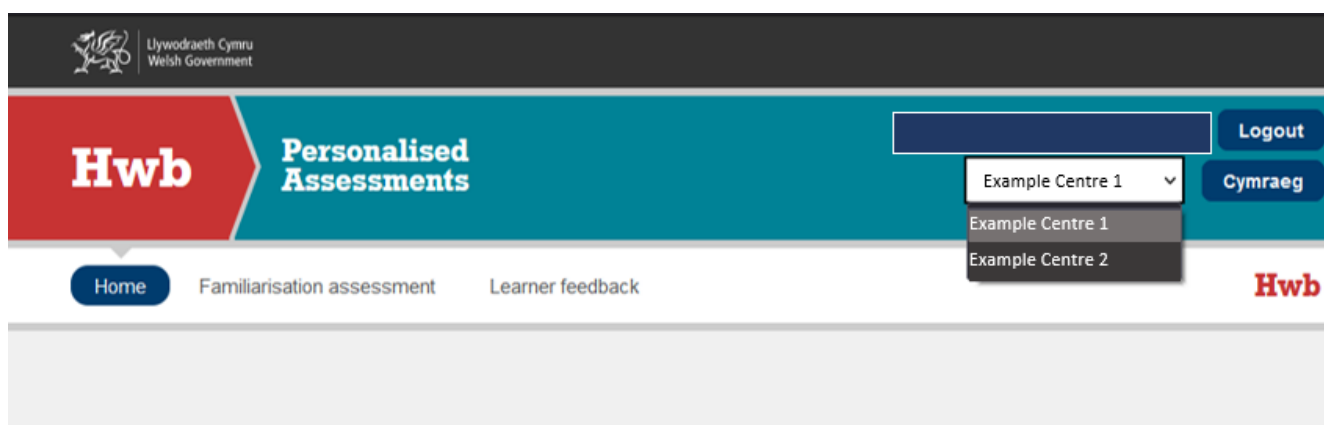 Llywodraeth Cymru
Welsh Government
Hwb
Personalised
Assessments
Logout
Example Centre 1
Cymraeg
Example Centre 1
Example Centre 2
Home
Familiarisation assessment
Learner feedback
Hwb